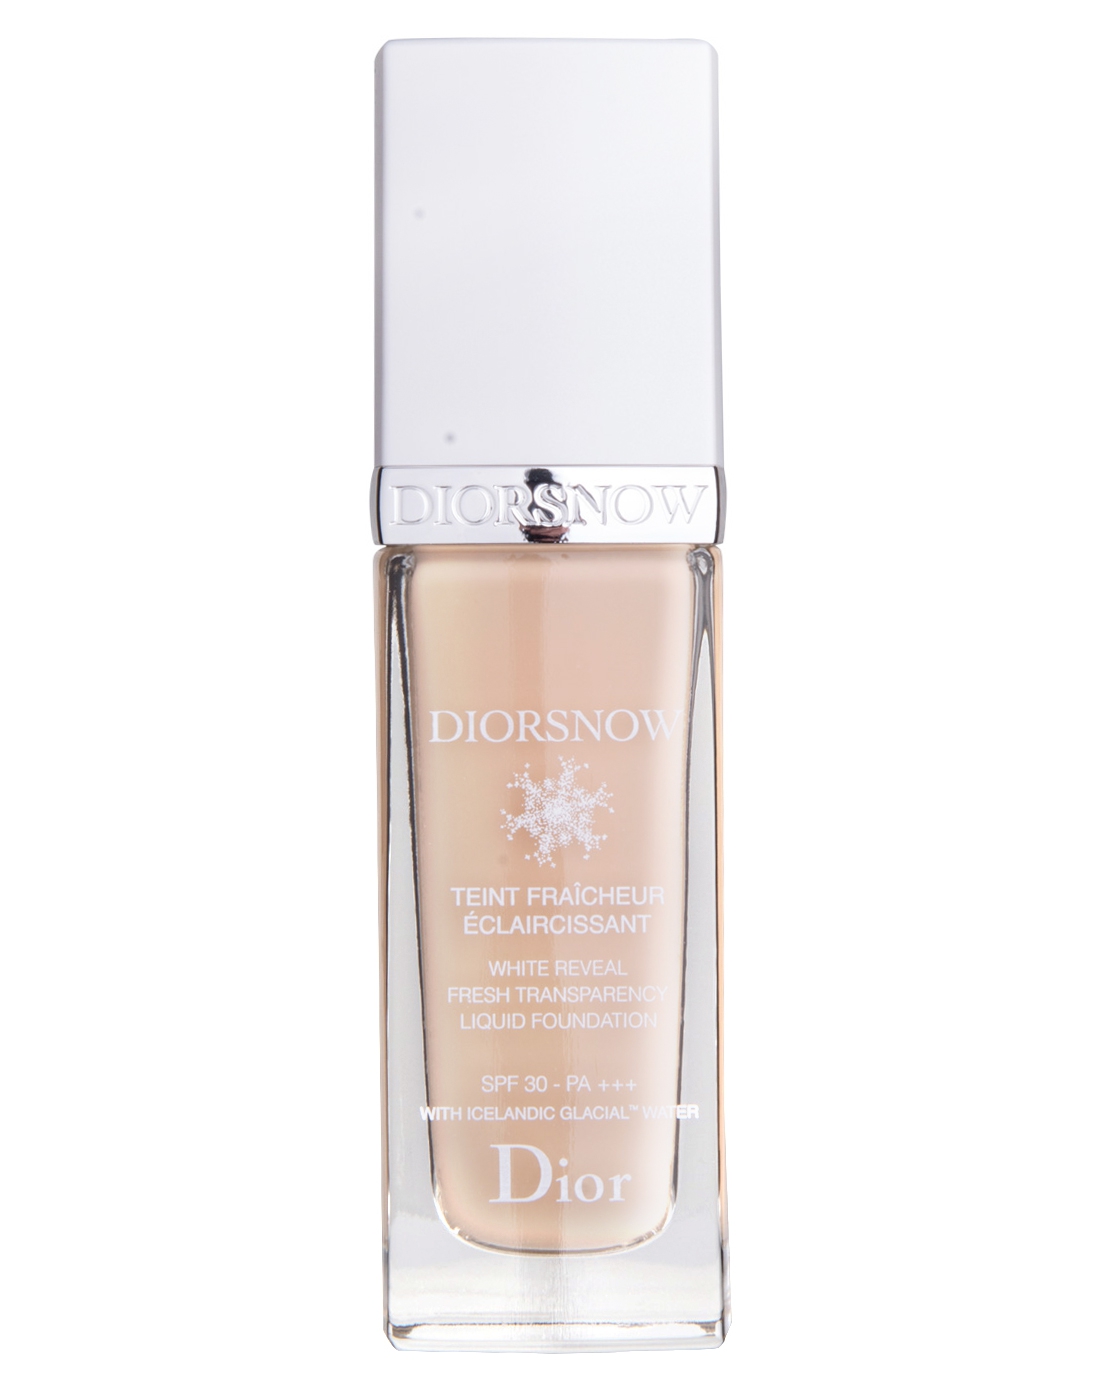 DIORSNOW
DIORSNOW
TEINT FRAÎCHEUR
ÉCLAIRCISSANT
WHITE REVEAL
FRESH TRANSPARENCY
LIQUID FOUNDATION
SPF 30 - PA +++
WITH ICELANDIC GLACIAL™ WATER
Dior